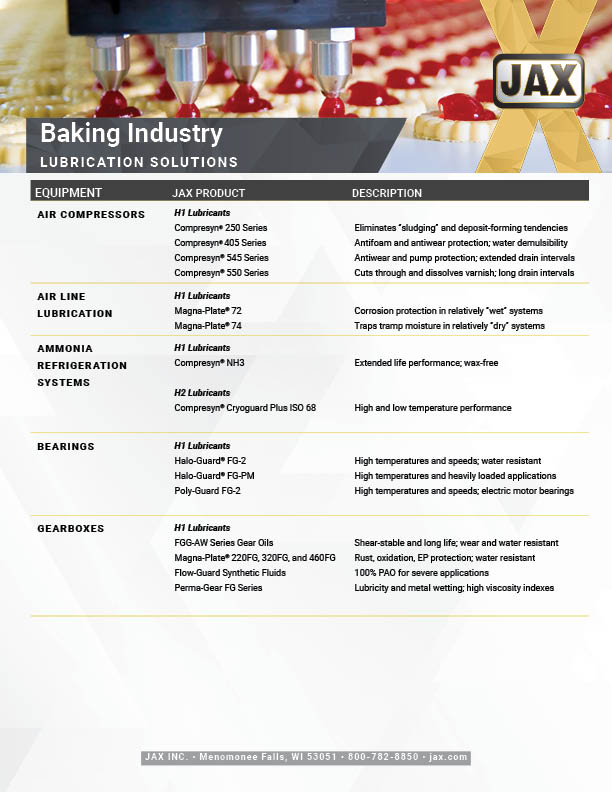 JAX
Baking Industry
LUBRICATION SOLUTIONS
EQUIPMENT JAX PRODUCT DESCRIPTION
AIR COMPRESSORS H1 Lubricants
Compresyn® 250 Series Eliminates “sludging” and deposit-forming tendencies
Compresyn® 405 Series Antifoam and antiwear protection; water demulsibility
Compresyn® 545 Series Antiwear and pump protection; extended drain intervals
Compresyn® 550 Series Cuts through and dissolves varnish; long drain intervals
AIR LINE H1 Lubricants
LUBRICATION Magna-Plate® 72 Corrosion protection in relatively “wet” systems
Magna-Plate® 74 Traps tramp moisture in relatively “dry” systems
AMMONIA H1 Lubricants
REFRIGERATION Compresyn® NH3 Extended life performance; wax-free
SYSTEMS
H2 Lubricants
Compresyn® Cryoguard Plus ISO 68 High and low temperature performance
BEARINGS H1 Lubricants
Halo-Guard® FG-2 High temperatures and speeds; water resistant
Halo-Guard® FG-PM High temperatures and heavily loaded applications
Poly-Guard FG-2 High temperatures and speeds; electric motor bearings
GEARBOXES H1 Lubricants
FGG-AW Series Gear Oils Shear-stable and long life; wear and water resistant
Magna-Plate® 220FG, 320FG, and 460FG Rust, oxidation, EP protection; water resistant
Flow-Guard Synthetic Fluids 100% PAO for severe applications
Perma-Gear FG Series Lubricity and metal wetting; high viscosity indexes
JAX INC. • Menomonee Falls, WI 53051 • 800-782-8850 • jax.com